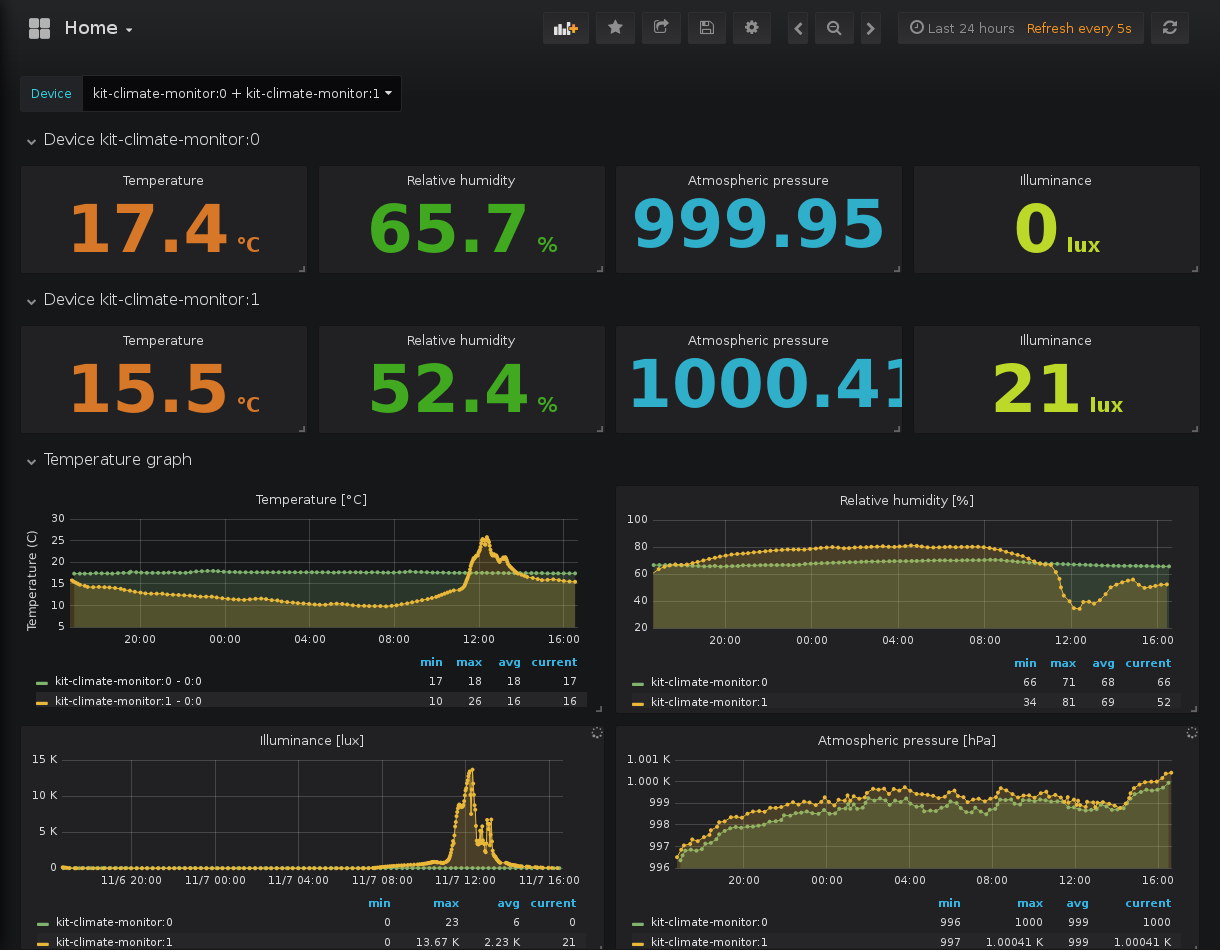 Home
Last 24 hours Refresh every 5s
Device kit-climate-monitor:0 + kit-climate-monitor:1
Device kit-climate-monitor:0
Temperature Relative humidity Atmospheric pressure Illuminance
17.4 °C 65.7 % 999.95 0 lux
Device kit-climate-monitor:1
Temperature Relative humidity Atmospheric pressure Illuminance
15.5 °C 52.4 % 1000.41 21 lux
Temperature graph
Temperature [°C]
Temperature (C)
30
25
20
15
10
5
20:00 00:00 04:00 08:00 12:00 16:00
min max avg current
kit-climate-monitor:0 - 0:0 17 18 18 17
kit-climate-monitor:1 - 0:0 10 26 16 16
Relative humidity [%]
100
80
60
40
20
20:00 00:00 04:00 08:00 12:00 16:00
min max avg current
kit-climate-monitor:0 66 71 68 66
kit-climate-monitor:1 34 81 69 52
Illuminance [lux]
15 K
10 K
5 K
0
11/6 20:00 11/7 00:00 11/7 04:00 11/7 08:00 11/7 12:00 11/7 16:00
min max avg current
kit-climate-monitor:0 0 23 6 0
kit-climate-monitor:1 0 13.67 K 2.23 K 21
Atmospheric pressure [hPa]
1.001 K
1.000 K
999
998
997
996
20:00 00:00 04:00 08:00 12:00 16:00
min max avg current
kit-climate-monitor:0 996 1000 999 1000
kit-climate-monitor:1 997 1.00041 K 999 1.00041 K